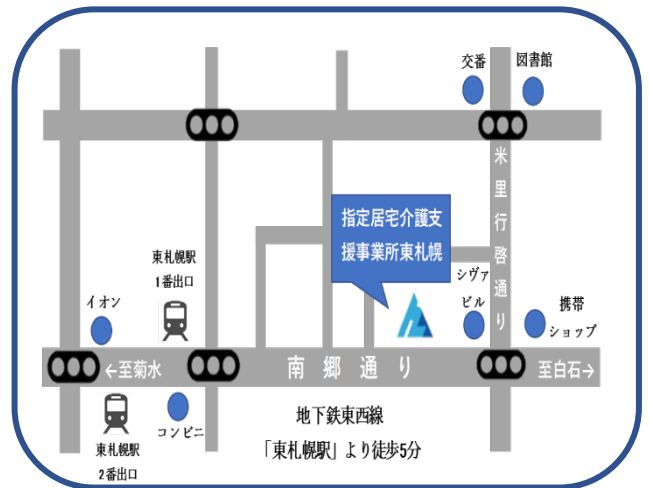 交番
図書館
米里行啓通り
指定居宅介護支
援事業所東札幌
東札幌駅
1番出口
シヴァ
ビル
イオン
携帯
ショップ
←至菊水
南郷通り
至白石→
コンビニ
東札幌駅
2番出口
地下鉄東西線
「東札幌駅」より徒歩5分